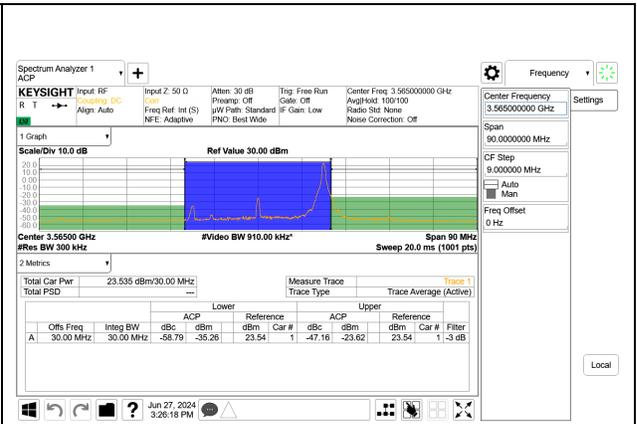 Spectrum Analyzer 1
ACP
Frequency
KEYSIGHT Input: RF Input Z: 50 Ω Atten: 30 dB Trig: Free Run Center Freq: 3.565000000 GHz
R T Coupling: DC Corr Preamp: Off Gate: Off Avg|Hold: 100/100
Align: Auto Freq Ref: Int (S) µW Path: Standard IF Gain: Low Radio Std: None
NFE: Adaptive PNO: Best Wide Noise Correction: Off
Center Frequency
3.565000000 GHz
Settings
Span
90.0000000 MHz
CF Step
9.000000 MHz
Auto
Man
Freq Offset
0 Hz
Local
1 Graph
Scale/Div 10.0 dB Ref Value 30.00 dBm
20.0
10.0
0.00
-10.0
-20.0
-30.0
-40.0
-50.0
-60.0
Center 3.56500 GHz #Video BW 910.00 kHz* Span 90 MHz
#Res BW 300 kHz Sweep 20.0 ms (1001 pts)
2 Metrics
Total Car Pwr 23.535 dBm/30.00 MHz Measure Trace Trace 1
Total PSD --- Trace Type Trace Average (Active)
Lower Upper
ACP Reference ACP Reference
Offs Freq Integ BW dBc dBm dBm Car # dBc dBm dBm Car # Filter
A 30.00 MHz 30.00 MHz -58.79 -35.26 23.54 1 -47.16 -23.62 23.54 1 -3 dB
Jun 27, 2024
3:26:18 PM